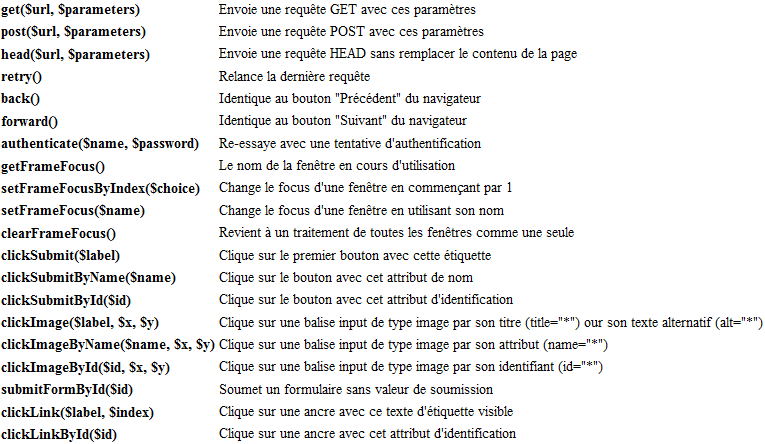 get($url, $parameters) Envoie une requête GET avec ces paramètres
post($url, $parameters) Envoie une requête POST avec ces paramètres
head($url, $parameters) Envoie une requête HEAD sans remplacer le contenu de la page
retry() Relance la dernière requête
back() Identique au bouton "Précédent" du navigateur
forward() Identique au bouton "Suivant" du navigateur
authenticate($name, $password) Re-essaye avec une tentative d'authentification
getFrameFocus() Le nom de la fenêtre en cours d'utilisation
setFrameFocusByIndex($choice) Change le focus d'une fenêtre en commençant par 1
setFrameFocus($name) Change le focus d'une fenêtre en utilisant son nom
clearFrameFocus() Revient à un traitement de toutes les fenêtres comme une seule
clickSubmit($label) Clique sur le premier bouton avec cette étiquette
clickSubmitByName($name) Clique sur le bouton avec cet attribut de nom
clickSubmitById($id) Clique sur le bouton avec cet attribut d'identification
clickImage($label, $x, $y) Clique sur une balise input de type image par son titre (title="*") our son texte alternatif (alt="*")
clickImageByName($name, $x, $y) Clique sur une balise input de type image par son attribut (name="*")
clickImageById($id, $x, $y) Clique sur une balise input de type image par son identifiant (id="*")
submitFormById($id) Soumet un formulaire sans valeur de soumission
clickLink($label, $index) Clique sur une ancre avec ce texte d'étiquette visible
clickLinkById($id) Clique sur une ancre avec cet attribut d'identification